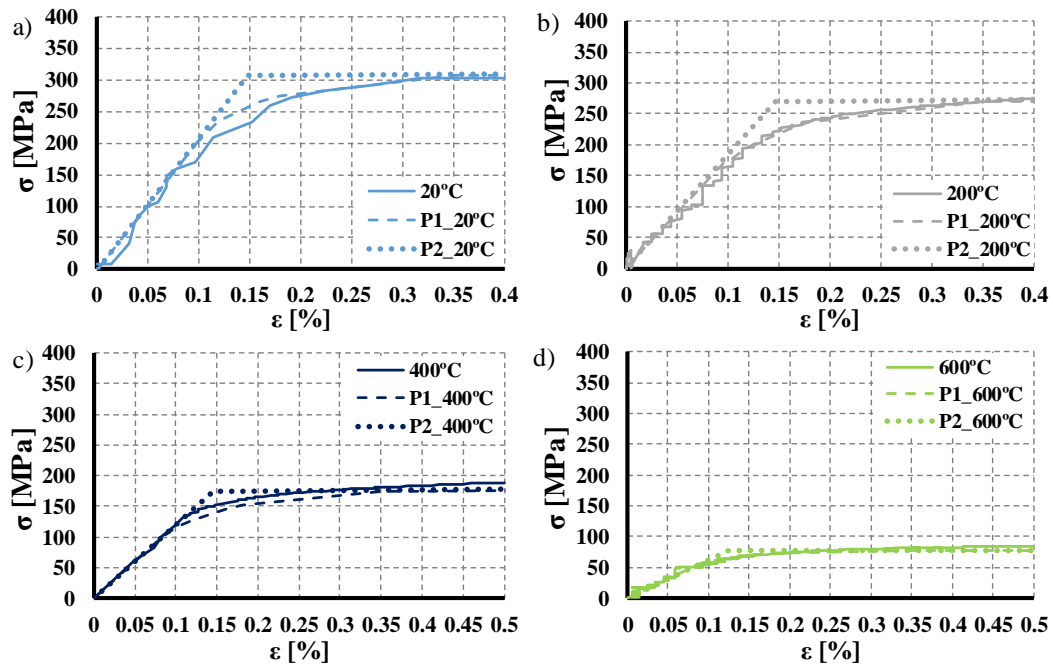 a)
σ [MPa]
400
350
300
250
200
150
100
50
0
0 0.05 0.1 0.15 0.2 0.25 0.3 0.35 0.4
ε [%]
20ºC
P1_20ºC
P2_20ºC
b)
σ [MPa]
400
350
300
250
200
150
100
50
0
0 0.05 0.1 0.15 0.2 0.25 0.3 0.35 0.4
ε [%]
200ºC
P1_200ºC
P2_200ºC
c)
σ [MPa]
400
350
300
250
200
150
100
50
0
0 0.05 0.1 0.15 0.2 0.25 0.3 0.35 0.4 0.45 0.5
ε [%]
400ºC
P1_400ºC
P2_400ºC
d)
σ [MPa]
400
350
300
250
200
150
100
50
0
0 0.05 0.1 0.15 0.2 0.25 0.3 0.35 0.4 0.45 0.5
ε [%]
600ºC
P1_600ºC
P2_600ºC